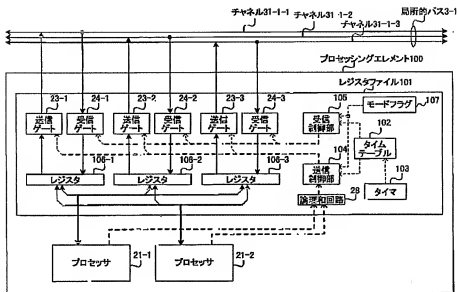 チャネル31-1-1
チャネル31-1-2
チャネル31-1-3
局所的バス3-1
プロセッシングエレメント100
レジスタファイル101
23-1
24-1
23-2
24-2
23-3
24-3
105
107
送信ゲート
受信ゲート
送信ゲート
受信ゲート
送信ゲート
受信ゲート
受信制御部
モードフラグ
102
タイムテーブル
106-1
106-2
106-3
104
103
レジスタ
レジスタ
レジスタ
送信制御部
タイマ
28
論理和回路
プロセッサ
21-1
プロセッサ
21-2